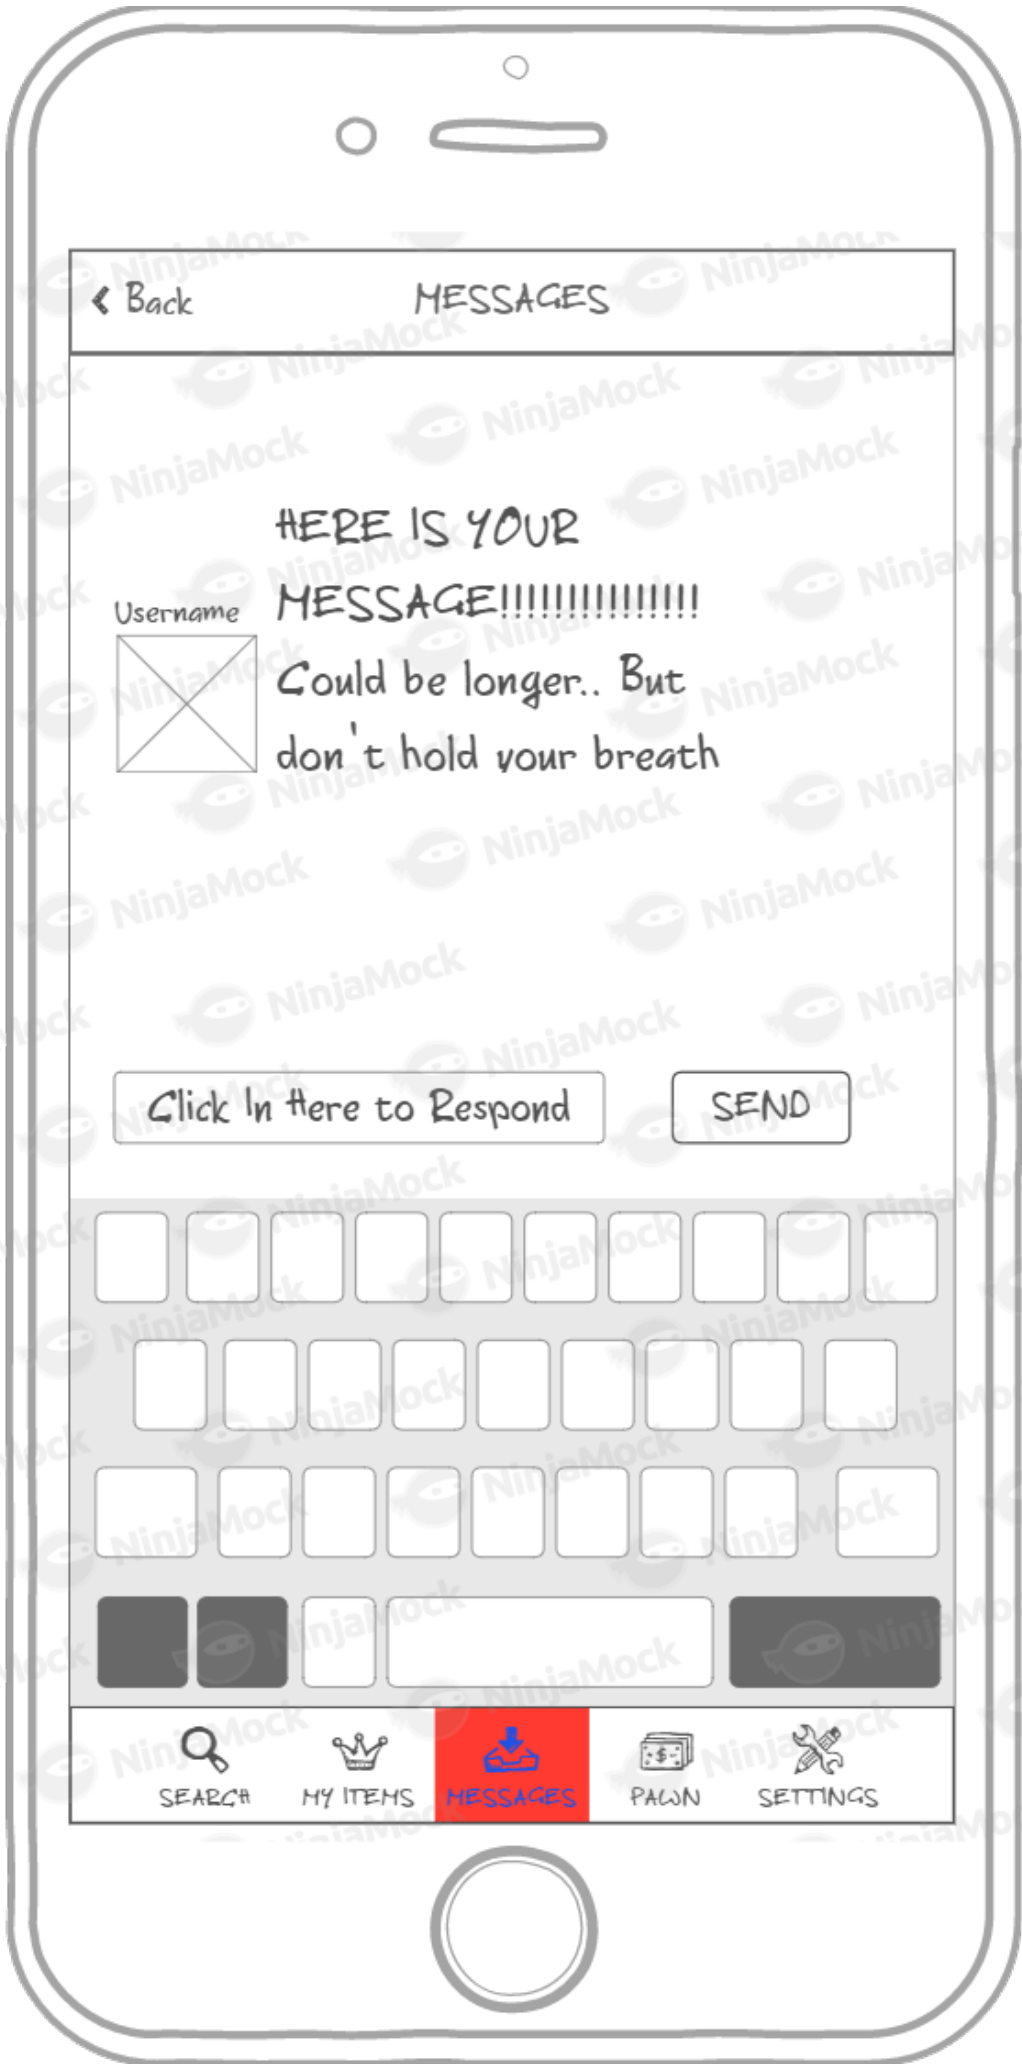 Back
MESSAGES
HERE IS YOUR
MESSAGE!!!!!!!!!!!!!!!
Username
Could be longer.. But
don't hold your breath
Click In Here to Respond
SEND
SEARCH
MY ITEMS
MESSAGES
PAWN
SETTINGS
NinjaMock